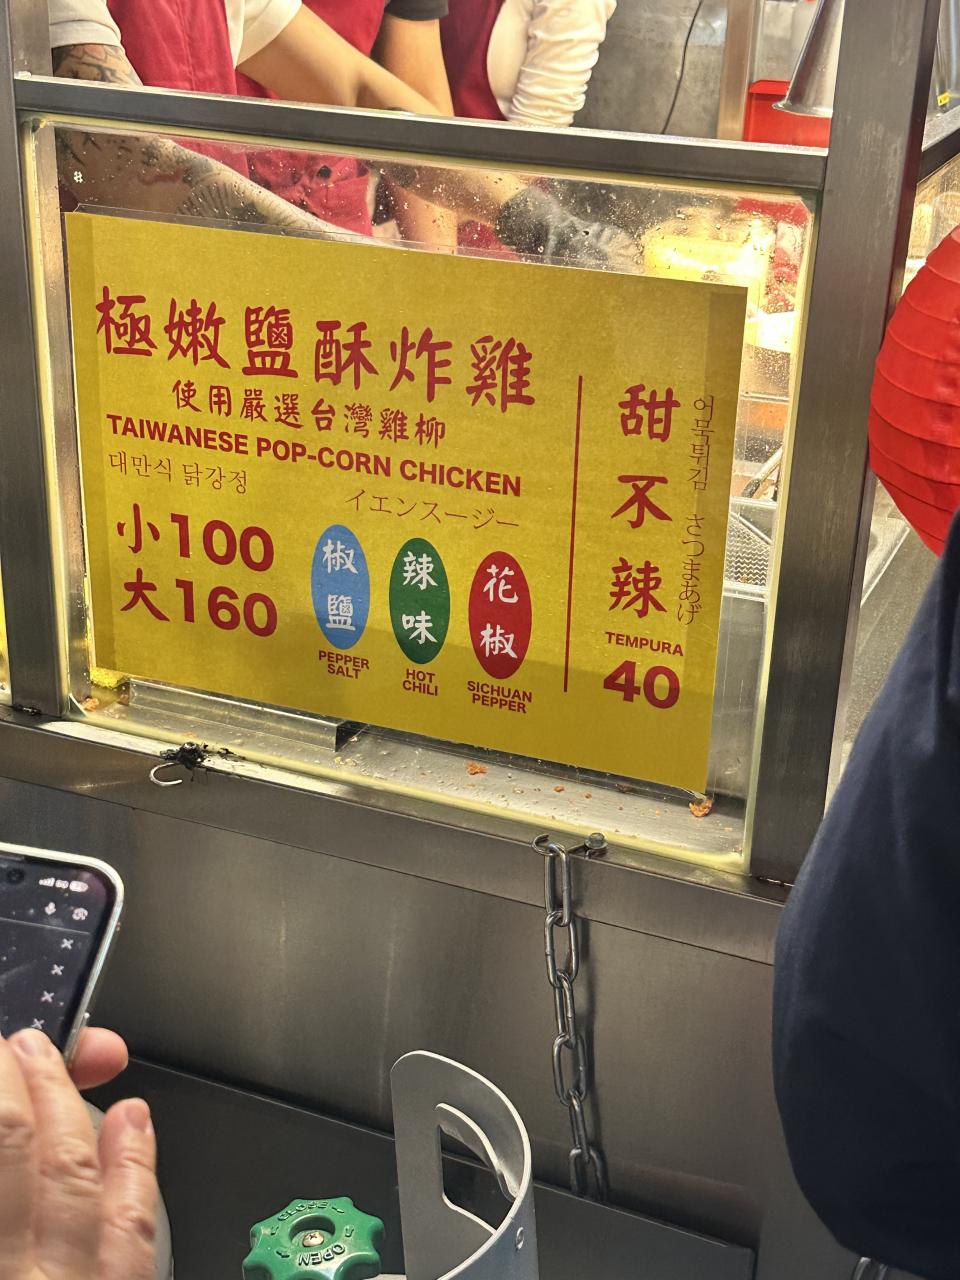 極嫩鹽酥炸雞
使用嚴選台灣雞柳
TAIWANESE POP-CORN CHICKEN
대만식 닭강정
イエンスージー
小100
大160
椒鹽
PEPPER
SALT
辣味
HOT
CHILI
花椒
SICHUAN
PEPPER
甜不辣
어묵튀김 さつまあげ
TEMPURA
40
OPEN